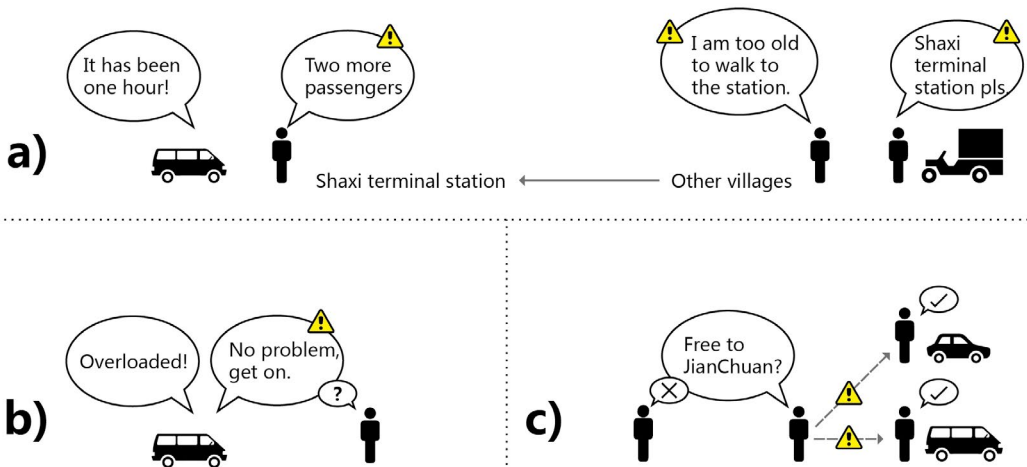 It has been
one hour!
Two more
passengers
I am too old
to walk to
the station.
Shaxi
terminal
station pls.
a)
Shaxi terminal station
Other villages
Overloaded!
No problem,
get on.
?
b)
Free to
JianChuan?
c)